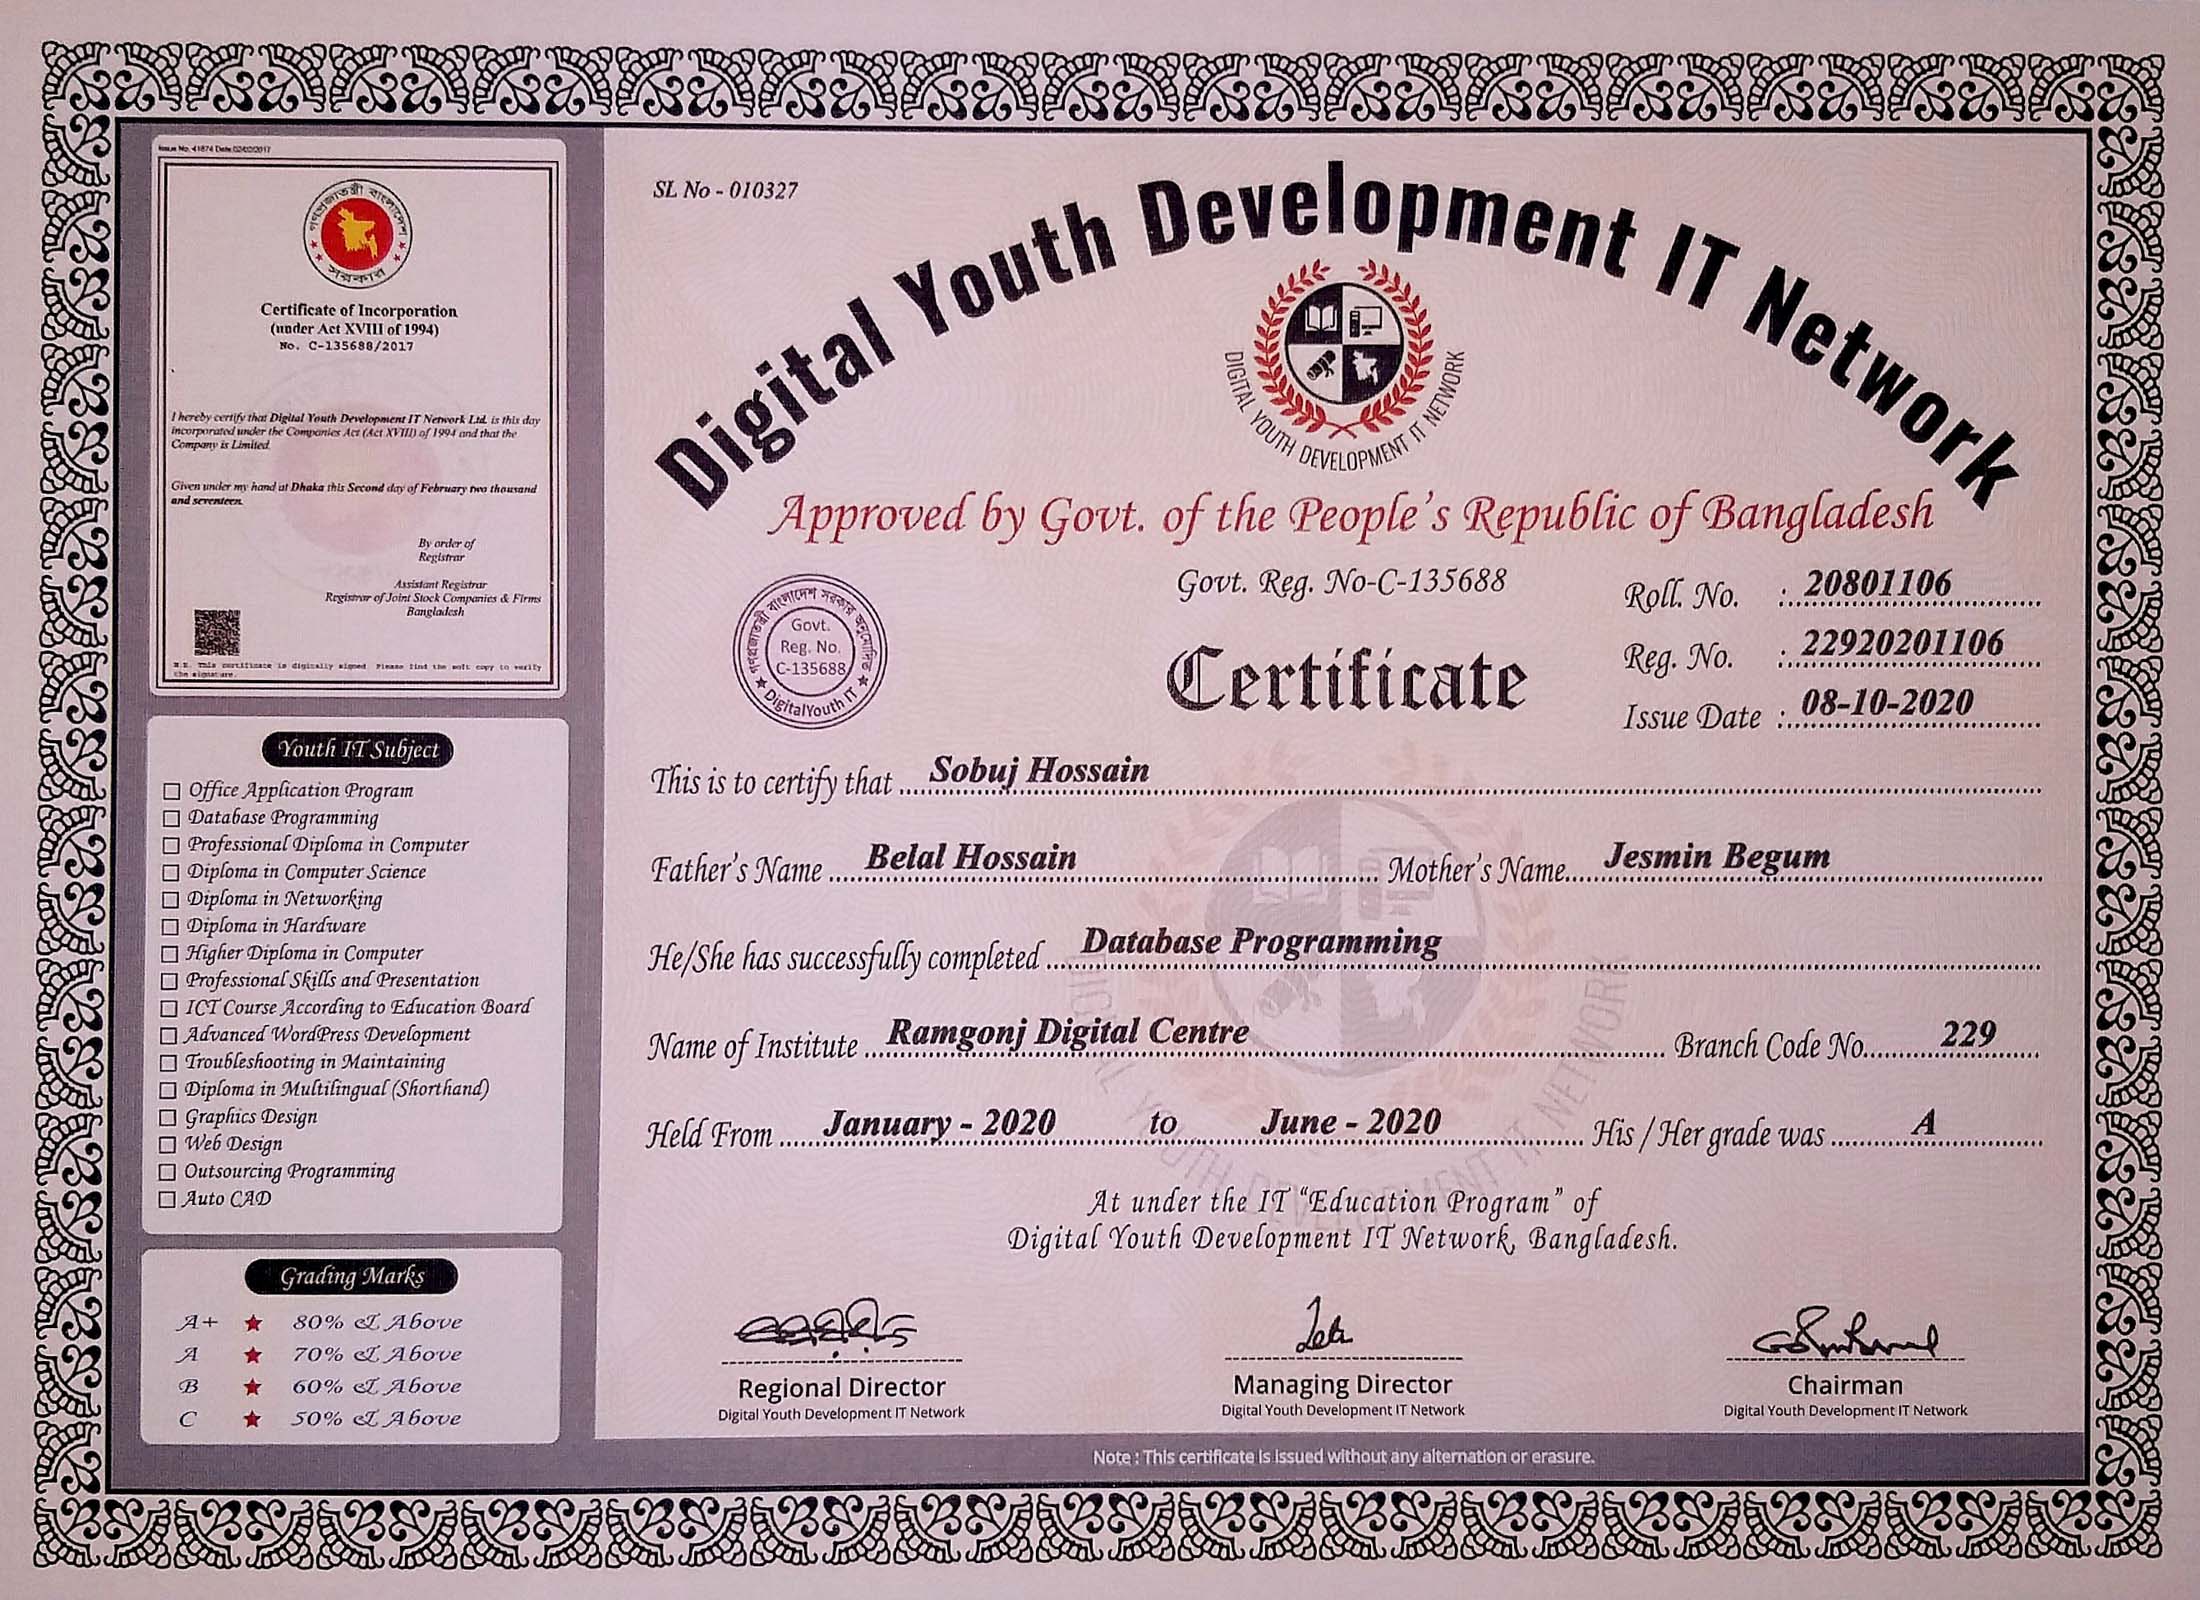 Issue No. 41874 Date:02/02/2017
গণপ্রজাতন্ত্রী বাংলাদেশ
সরকার
Certificate of Incorporation
(under Act XVIII of 1994)
No. C-135688/2017
I hereby certify that Digital Youth Development IT Network Ltd. is this day
incorporated under the Companies Act (Act XVIII) of 1994 and that the
Company is Limited.
Given under my hand at Dhaka this Second day of February two thousand
and seventeen.
By order of
Registrar
Assistant Registrar
Registrar of Joint Stock Companies & Firms
Bangladesh
N.B. This certificate is digitally signed. Please find the soft copy to verify
the signature.
Youth IT Subject
Office Application Program
Database Programming
Professional Diploma in Computer
Diploma in Computer Science
Diploma in Networking
Diploma in Hardware
Higher Diploma in Computer
Professional Skills and Presentation
ICT Course According to Education Board
Advanced WordPress Development
Troubleshooting in Maintaining
Diploma in Multilingual (Shorthand)
Graphics Design
Web Design
Outsourcing Programming
Auto CAD
Grading Marks
A+ ★ 80% & Above
A ★ 70% & Above
B ★ 60% & Above
C ★ 50% & Above
SL No - 010327
Digital Youth Development IT Network
DIGITAL YOUTH DEVELOPMENT IT NETWORK
Approved by Govt. of the People's Republic of Bangladesh
Govt. Reg. No-C-135688
Roll. No. : 20801106
Reg. No. : 22920201106
Issue Date : 08-10-2020
গণপ্রজাতন্ত্রী বাংলাদেশ সরকার অনুমোদিত
Govt.
Reg. No.
C-135688
★ DigitalYouth IT ★
Certificate
This is to certify that Sobuj Hossain
Father's Name Belal Hossain Mother's Name Jesmin Begum
He/She has successfully completed Database Programming
Name of Institute Ramgonj Digital Centre Branch Code No. 229
Held From January - 2020 to June - 2020 His / Her grade was A
DIGITAL YOUTH DEVELOPMENT IT NETWORK
At under the IT “Education Program” of
Digital Youth Development IT Network, Bangladesh.
Regional Director
Digital Youth Development IT Network
Managing Director
Digital Youth Development IT Network
Chairman
Digital Youth Development IT Network
Note : This certificate is issued without any alternation or erasure.